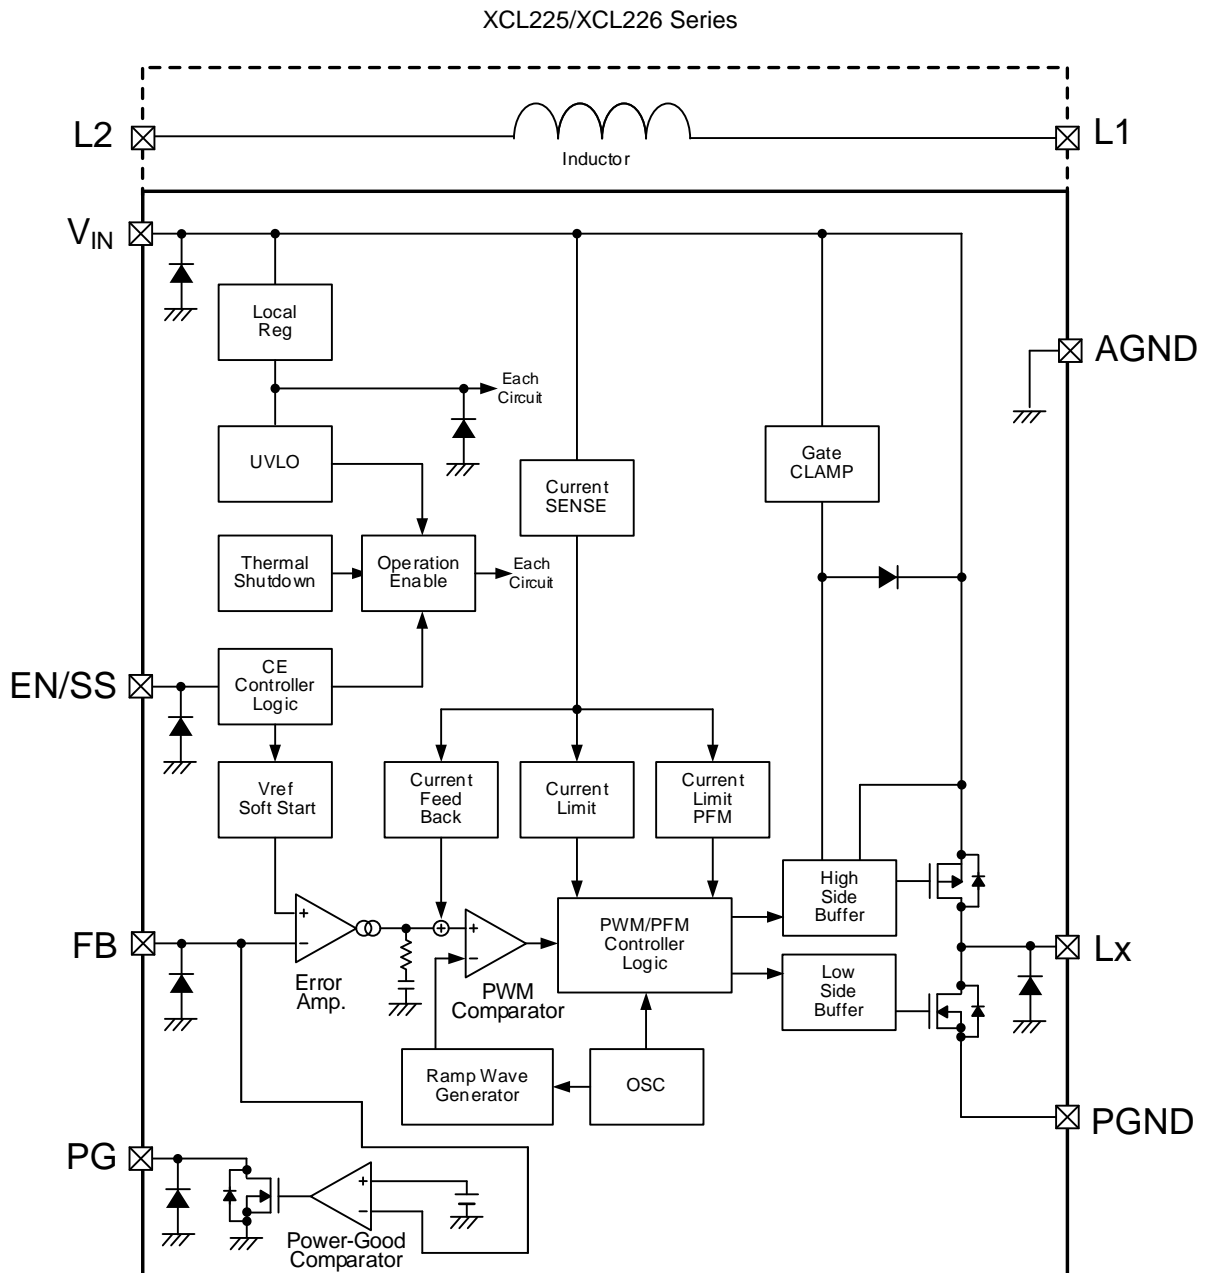 XCL225/XCL226 Series
L2
L1
Inductor
VIN
Local
Reg
AGND
Each
Circuit
UVLO
Gate
CLAMP
Current
SENSE
Thermal
Shutdown
Operation
Enable
Each
Circuit
EN/SS
CE
Controller
Logic
Vref
Soft Start
Current
Feed
Back
Current
Limit
Current
Limit
PFM
High
Side
Buffer
+
−
+
+
−
PWM/PFM
Controller
Logic
FB
Lx
Error
Amp.
PWM
Comparator
Low
Side
Buffer
Ramp Wave
Generator
OSC
PGND
PG
+
−
Power-Good
Comparator